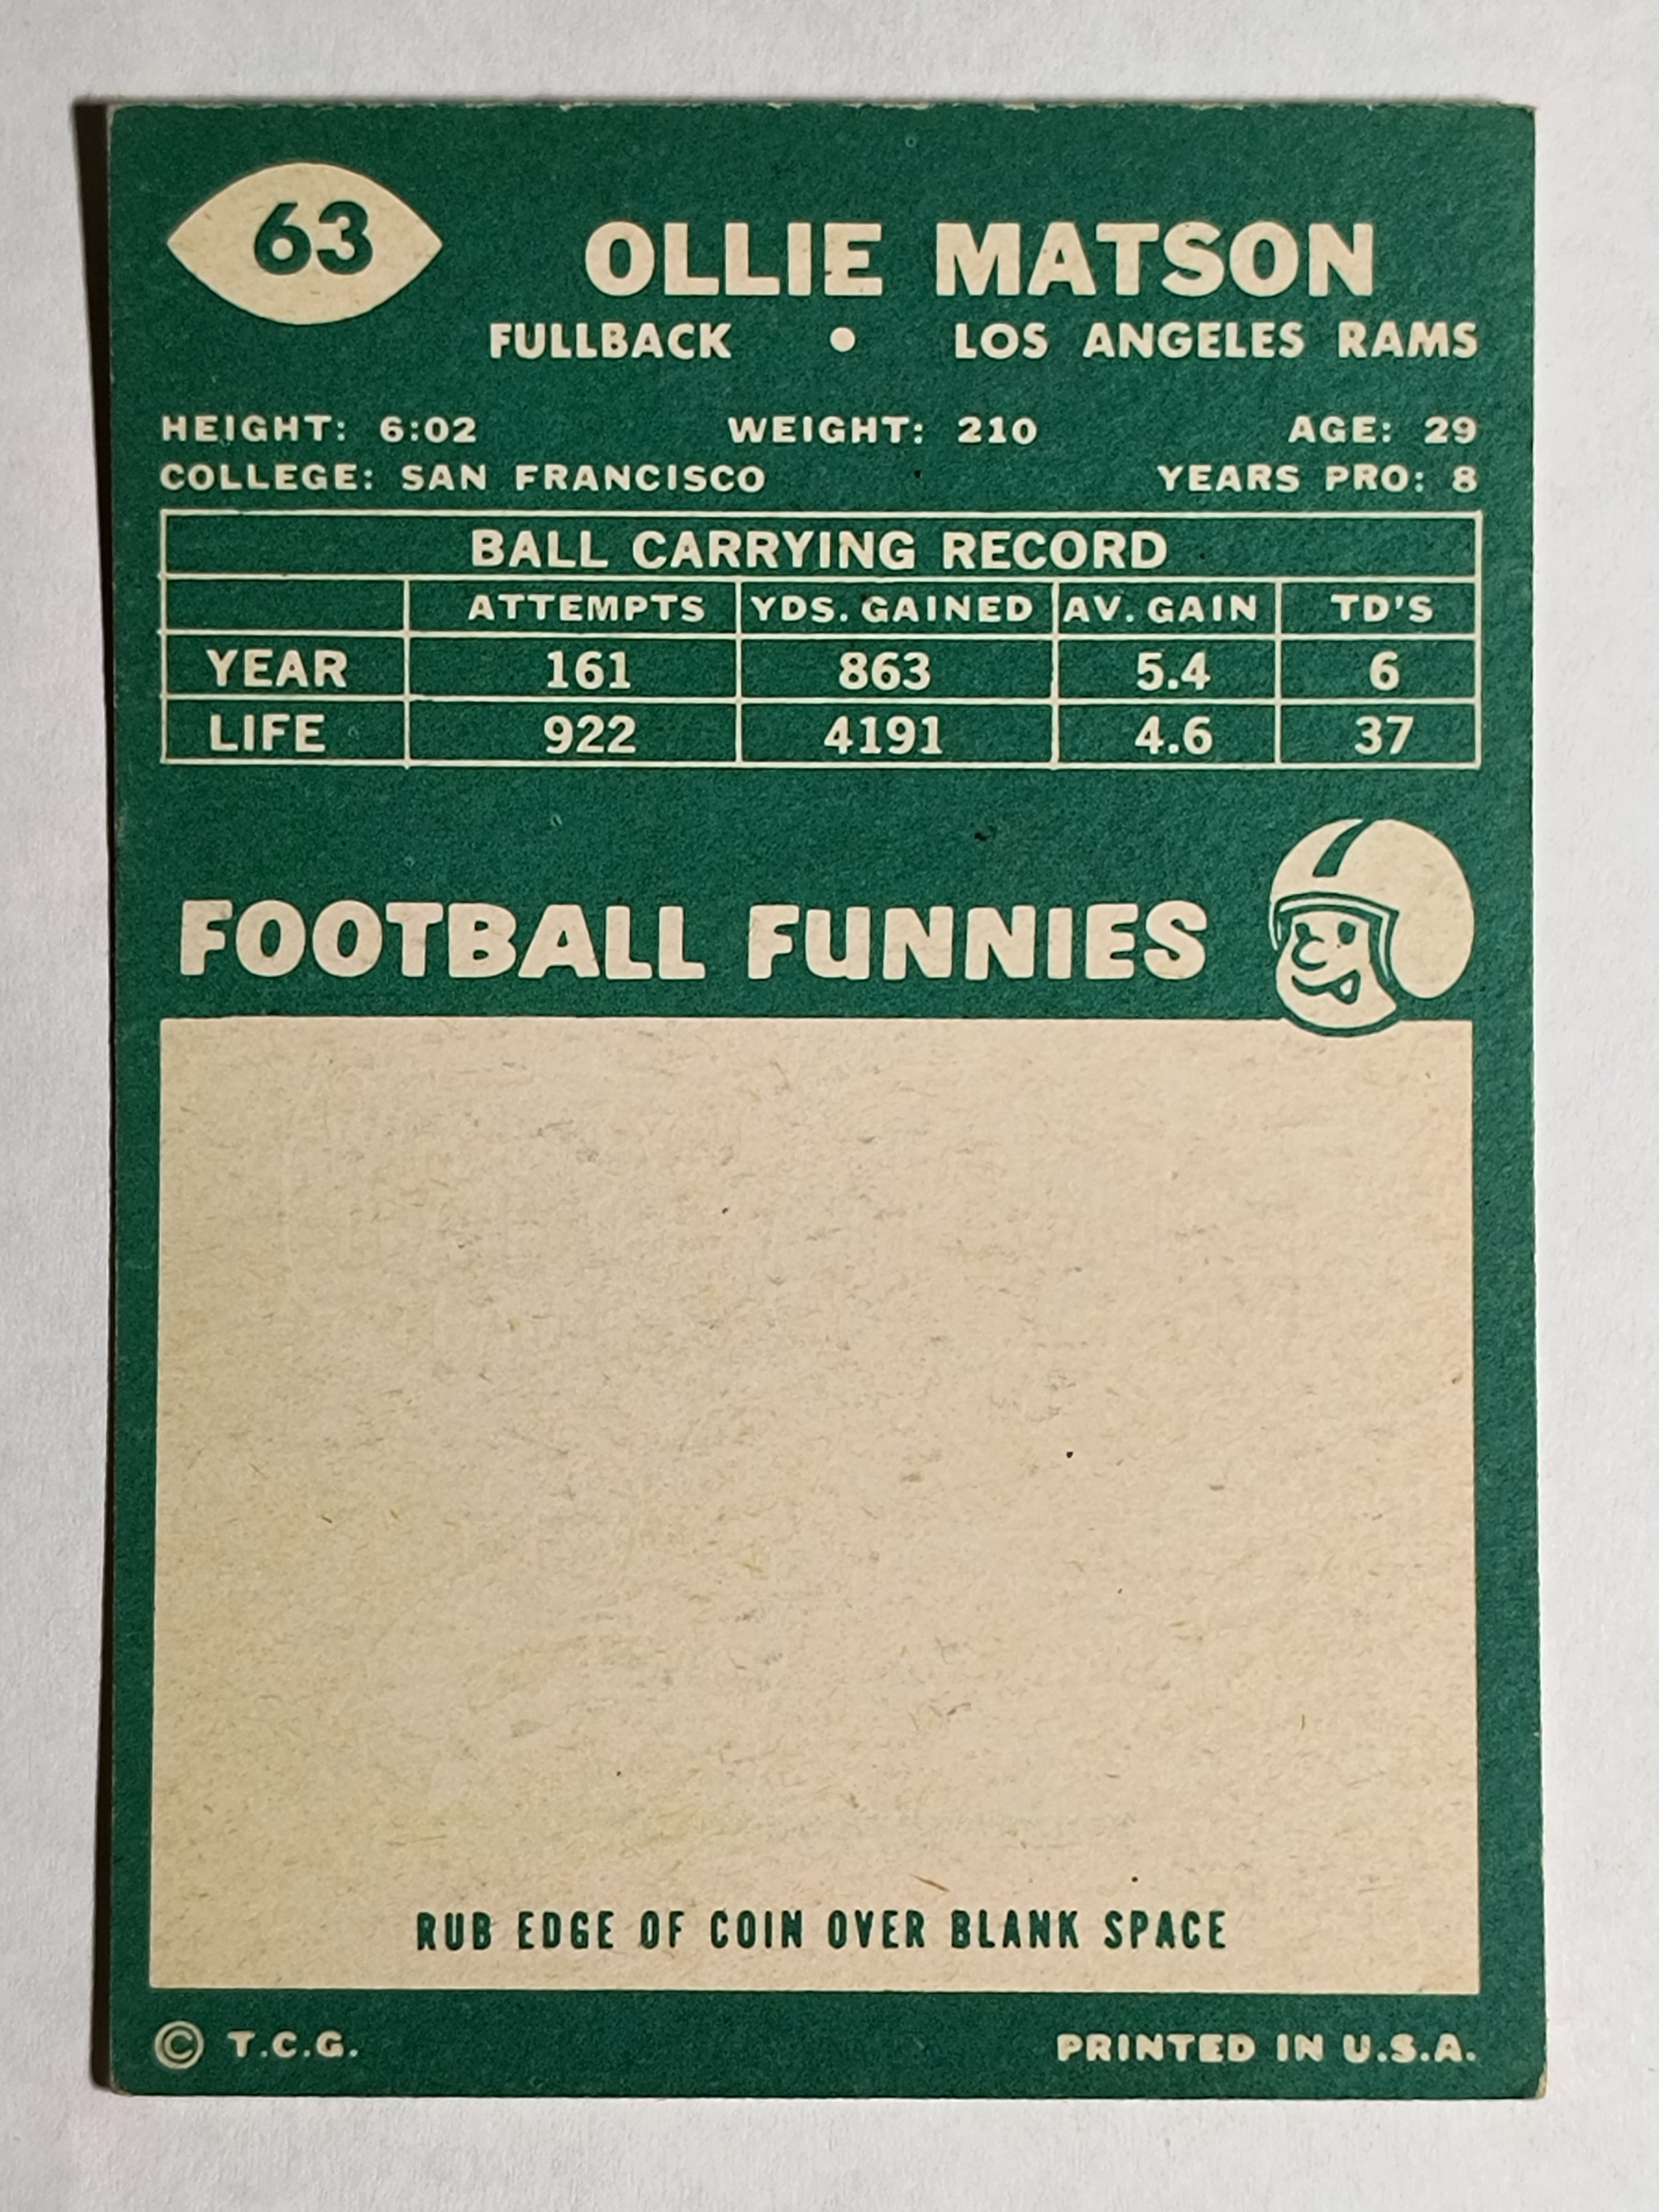 63
OLLIE MATSON
FULLBACK • LOS ANGELES RAMS
HEIGHT: 6:02 WEIGHT: 210 AGE: 29
COLLEGE: SAN FRANCISCO YEARS PRO: 8
BALL CARRYING RECORD
ATTEMPTS YDS. GAINED AV. GAIN TD'S
YEAR 161 863 5.4 6
LIFE 922 4191 4.6 37
FOOTBALL FUNNIES
RUB EDGE OF COIN OVER BLANK SPACE
© T.C.G. PRINTED IN U.S.A.